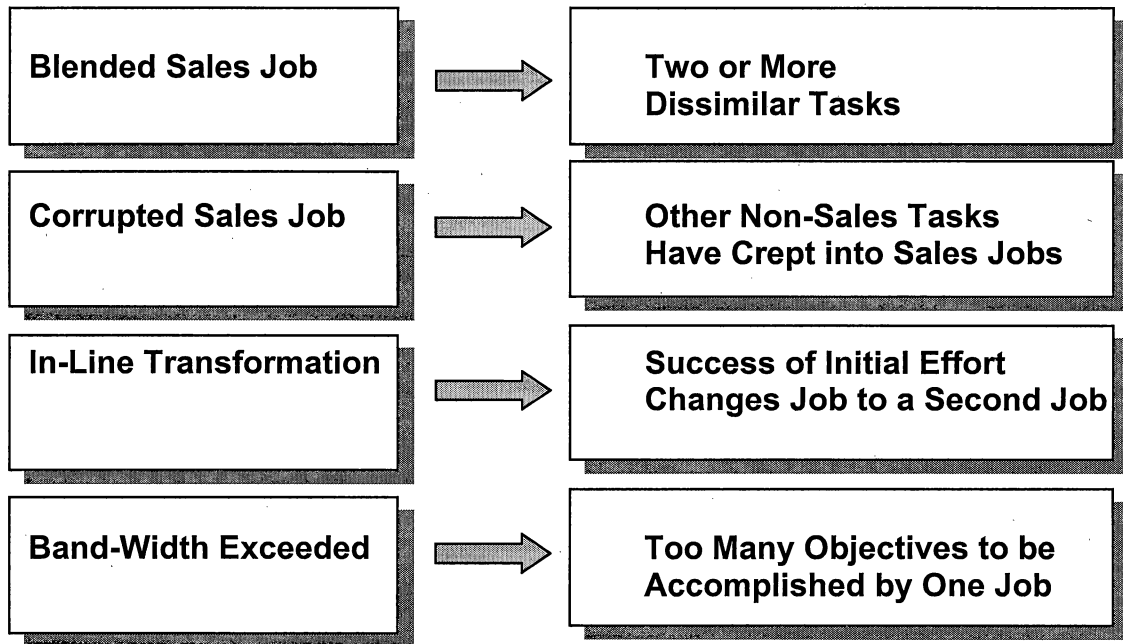 Blended Sales Job
Two or More
Dissimilar Tasks
Corrupted Sales Job
Other Non-Sales Tasks
Have Crept into Sales Jobs
In-Line Transformation
Success of Initial Effort
Changes Job to a Second Job
Band-Width Exceeded
Too Many Objectives to be
Accomplished by One Job